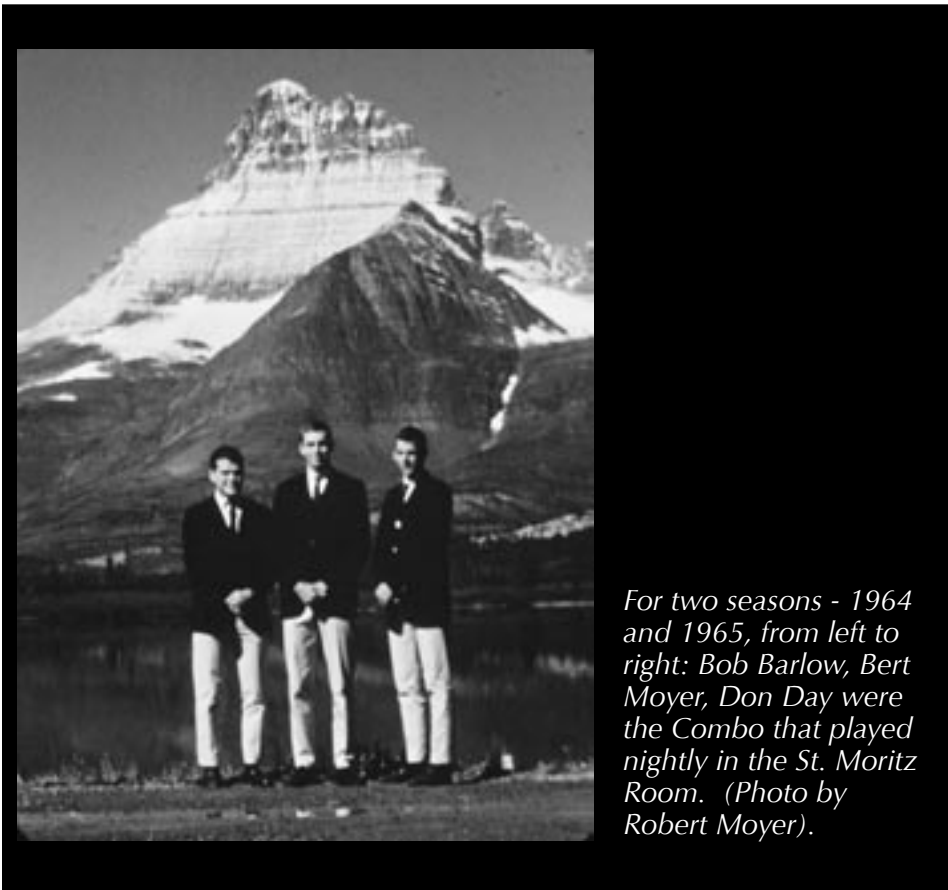 For two seasons - 1964
and 1965, from left to
right: Bob Barlow, Bert
Moyer, Don Day were
the Combo that played
nightly in the St. Moritz
Room.  (Photo by
Robert Moyer).